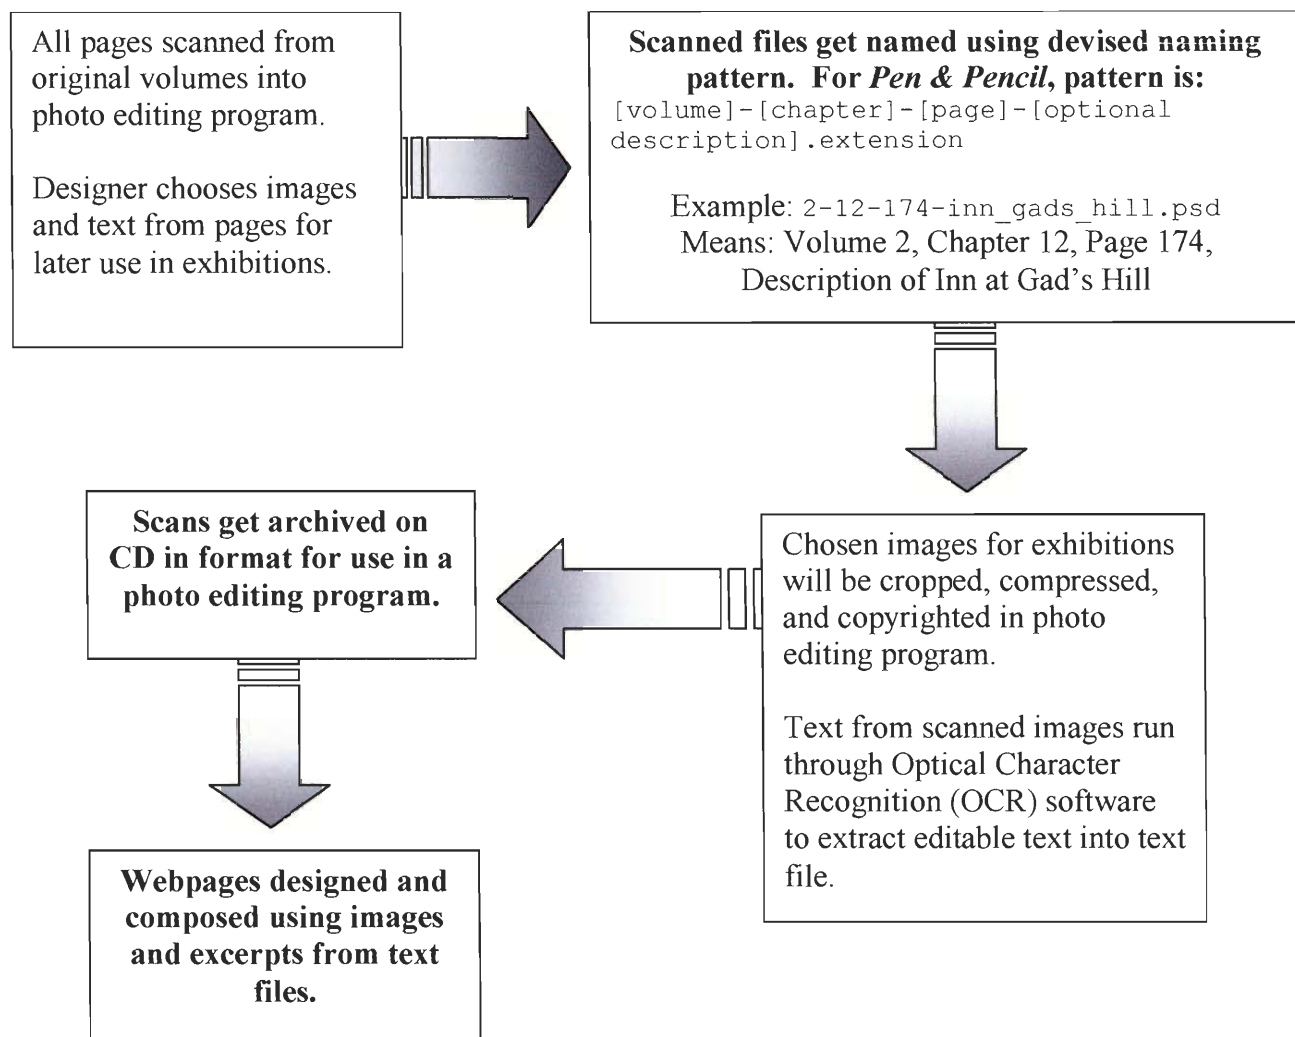 All pages scanned from
original volumes into
photo editing program.
Designer chooses images
and text from pages for
later use in exhibitions.
Scanned files get named using devised naming
pattern. For Pen & Pencil, pattern is:
[volume]-[chapter]-[page]-[optional
description].extension
Example: 2-12-174-inn_gads_hill.psd
Means: Volume 2, Chapter 12, Page 174,
Description of Inn at Gad's Hill
Chosen images for exhibitions
will be cropped, compressed,
and copyrighted in photo
editing program.
Text from scanned images run
through Optical Character
Recognition (OCR) software
to extract editable text into text
file.
Scans get archived on
CD in format for use in a
photo editing program.
Webpages designed and
composed using images
and excerpts from text
files.